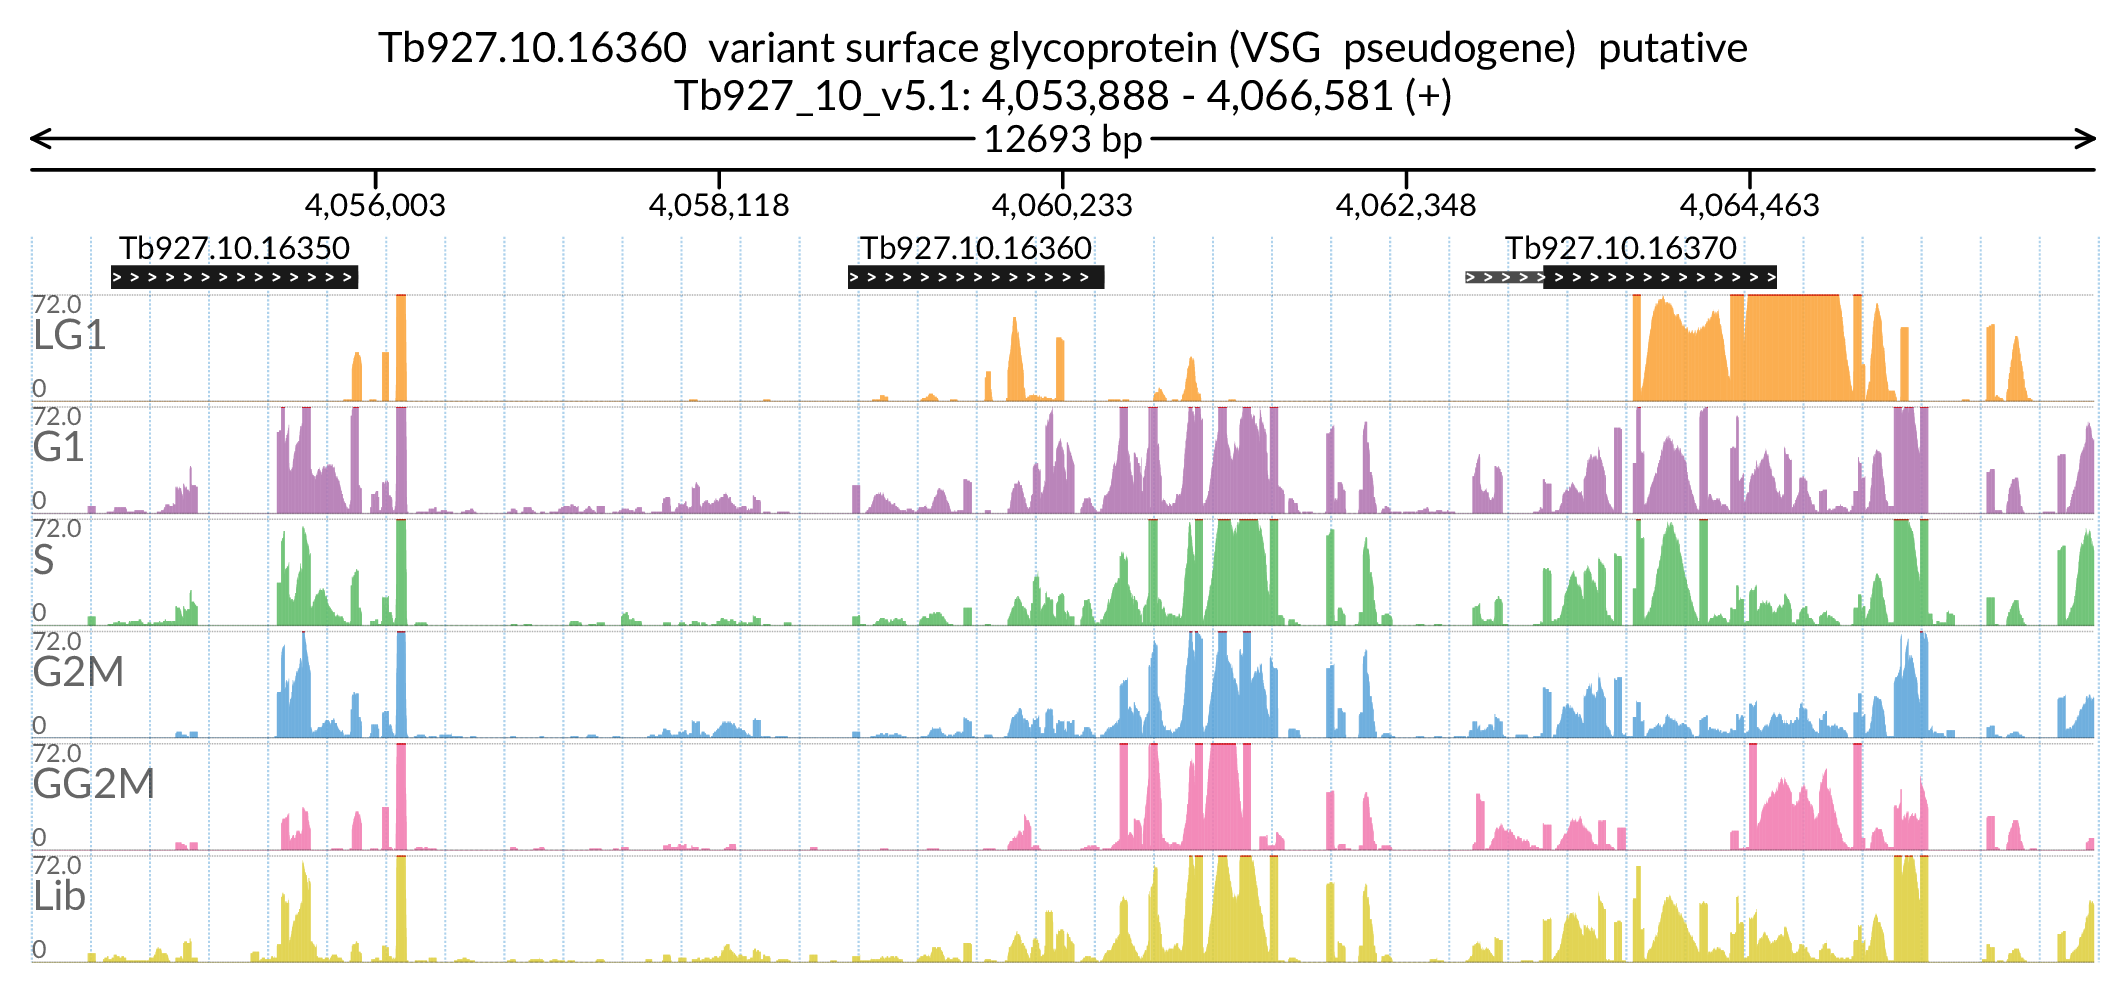 Tb927.10.16360  variant surface glycoprotein (VSG  pseudogene)  putative
Tb927_10_v5.1: 4,053,888 - 4,066,581 (+)
12693 bp
4,056,003 4,058,118 4,060,233 4,062,348 4,064,463
Tb927.10.16350 Tb927.10.16360 Tb927.10.16370
72.0
LG1
0
72.0
G1
0
72.0
S
0
72.0
G2M
0
72.0
GG2M
0
72.0
Lib
0